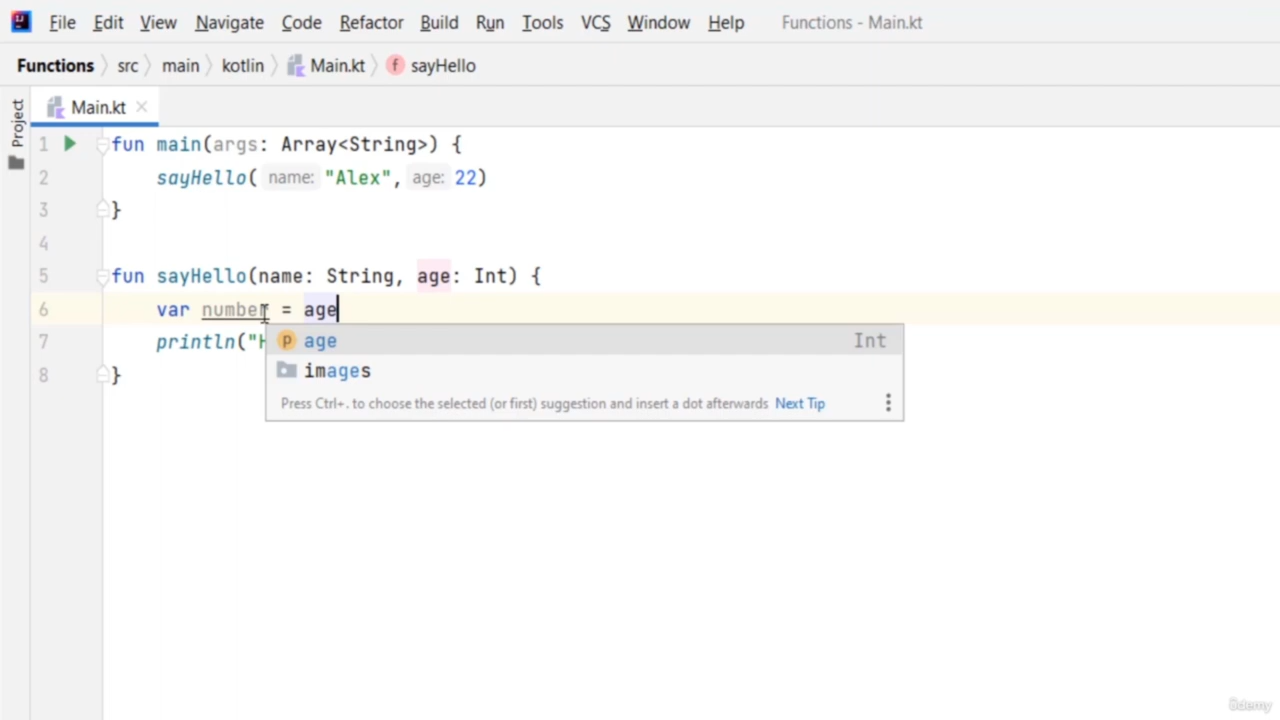 File Edit View Navigate Code Refactor Build Run Tools VCS Window Help Functions - Main.kt
Functions src main kotlin Main.kt sayHello
Project
Main.kt
1 fun main(args: Array<String>) {
2 sayHello( name: "Alex", age: 22)
3 }
4
5 fun sayHello(name: String, age: Int) {
6 var number = age
7 println("H
age Int
images
Press Ctrl+. to choose the selected (or first) suggestion and insert a dot afterwards Next Tip
8 }
ûdemy